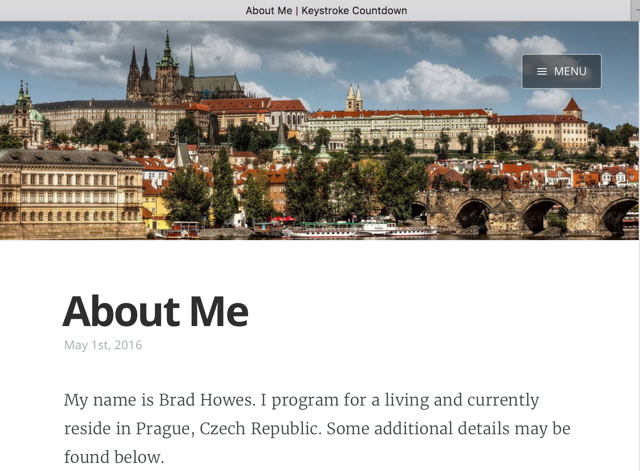 About Me | Keystroke Countdown
MENU
About Me
May 1st, 2016
My name is Brad Howes. I program for a living and currently
reside in Prague, Czech Republic. Some additional details may be
found below.